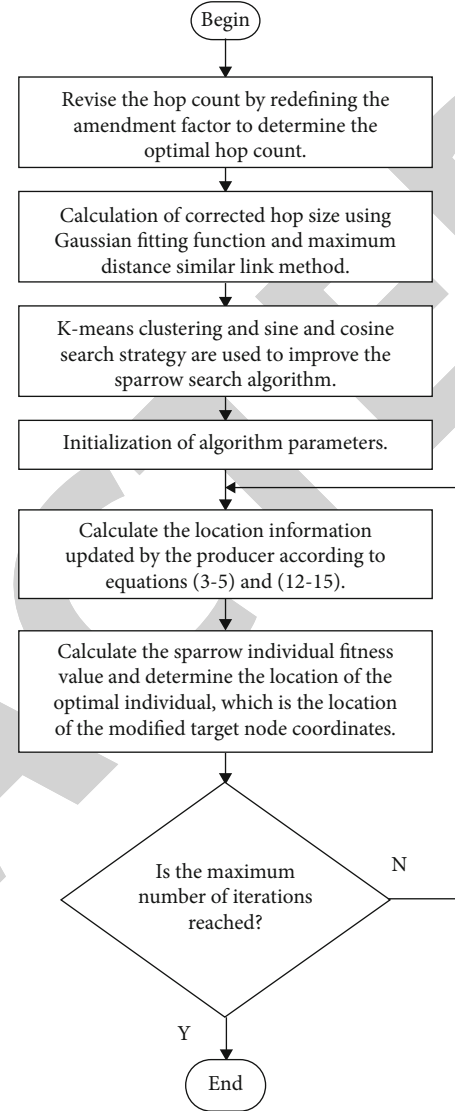 Begin
Revise the hop count by redefining the
amendment factor to determine the
optimal hop count.
Calculation of corrected hop size using
Gaussian fitting function and maximum
distance similar link method.
K-means clustering and sine and cosine
search strategy are used to improve the
sparrow search algorithm.
Initialization of algorithm parameters.
Calculate the location information
updated by the producer according to
equations (3-5) and (12-15).
Calculate the sparrow individual fitness
value and determine the location of the
optimal individual, which is the location
of the modified target node coordinates.
Is the maximum
number of iterations
reached?
N
Y
End